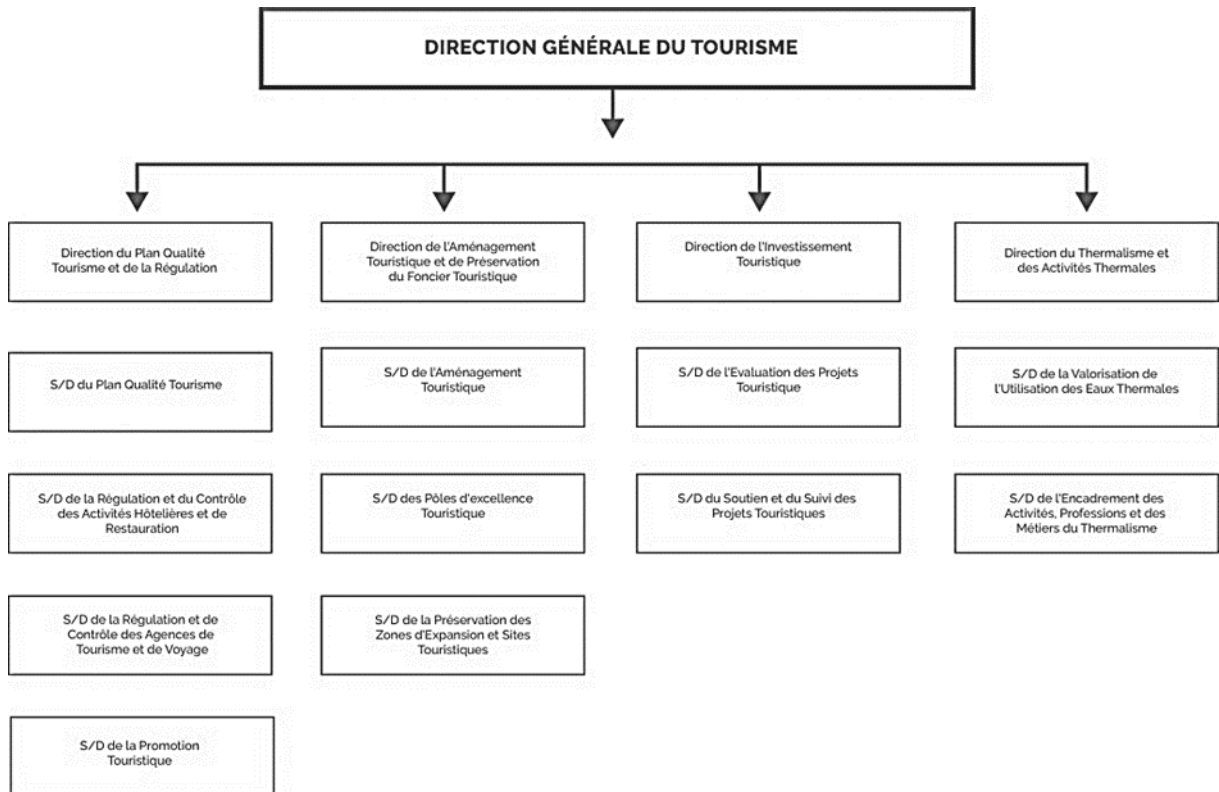 DIRECTION GÉNÉRALE DU TOURISME
Direction du Plan Qualité
Tourisme et de la Régulation
Direction de l'Aménagement
Touristique et de Préservation
du Foncier Touristique
Direction de l'Investissement
Touristique
Direction du Thermalisme et
des Activités Thermales
S/D du Plan Qualité Tourisme
S/D de l'Aménagement
Touristique
S/D de l'Evaluation des Projets
Touristique
S/D de la Valorisation de
l'Utilisation des Eaux Thermales
S/D de la Régulation et du Contrôle
des Activités Hôtelières et de
Restauration
S/D des Pôles d'excellence
Touristique
S/D du Soutien et du Suivi des
Projets Touristiques
S/D de l'Encadrement des
Activités, Professions et des
Métiers du Thermalisme
S/D de la Régulation et de
Contrôle des Agences de
Tourisme et de Voyage
S/D de la Préservation des
Zones d'Expansion et Sites
Touristiques
S/D de la Promotion
Touristique